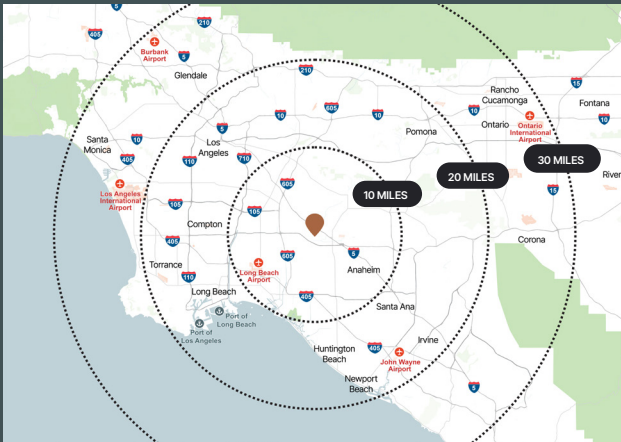 5
405
210
Burbank
Airport
5
Glendale
210
15
Rancho
Cucamonga
Fontana
605
10
10
10
Ontario
Ontario
International
Airport
10
5
Pomona
Santa
Monica
10
Los
Angeles
405
110
710
30 MILES
River
20 MILES
605
10 MILES
15
Los Angeles
International
Airport
105
105
Compton
405
Corona
605
5
Torrance
Long Beach
Airport
Anaheim
110
Long Beach
405
Santa Ana
Port of
Long Beach
Port of
Los Angeles
Irvine
Huntington
Beach
405
John Wayne
Airport
Newport
Beach
5